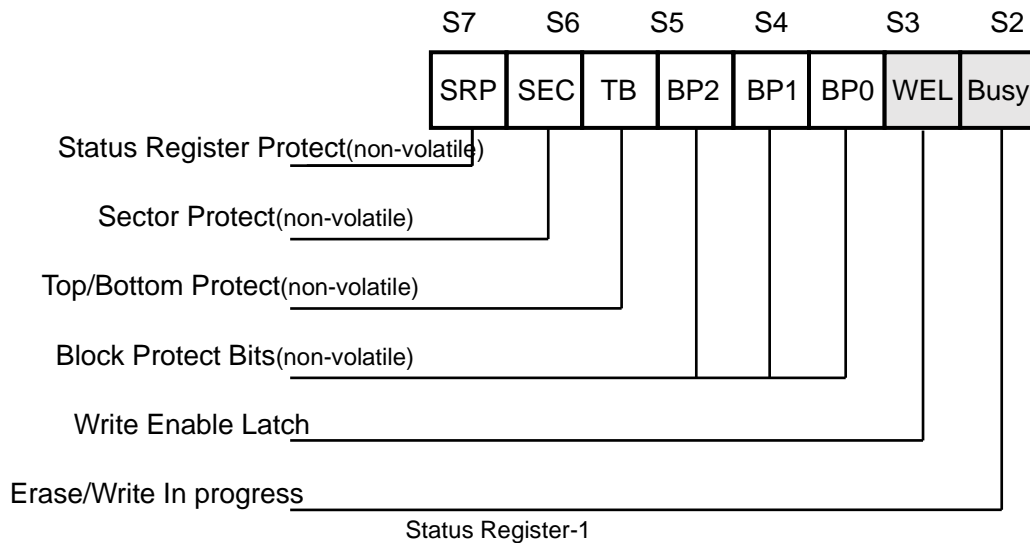 S7 S6 S5 S4 S3 S2
SRP SEC TB BP2 BP1 BP0 WEL Busy
Status Register Protect(non-volatile)
Sector Protect(non-volatile)
Top/Bottom Protect(non-volatile)
Block Protect Bits(non-volatile)
Write Enable Latch
Erase/Write In progress
Status Register-1